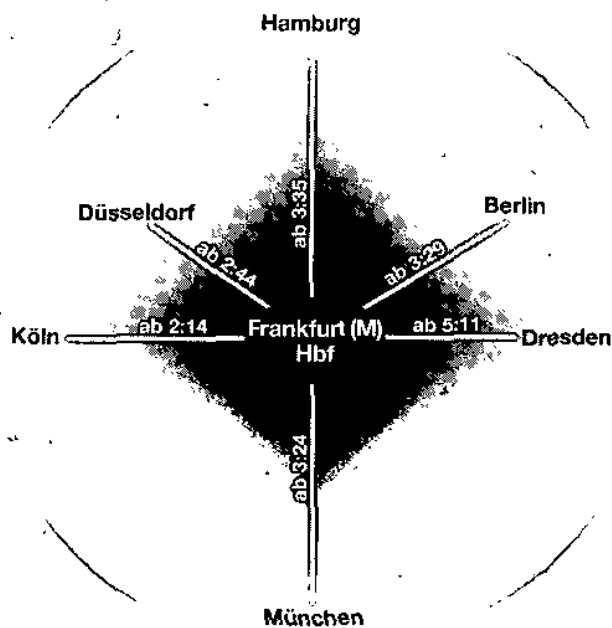 Hamburg
ab 3:35
Düsseldorf
ab 2:44
Berlin
ab 3:29
Köln
ab 2:14
Frankfurt (M)
Hbf
ab 5:11
Dresden
ab 3:24
München